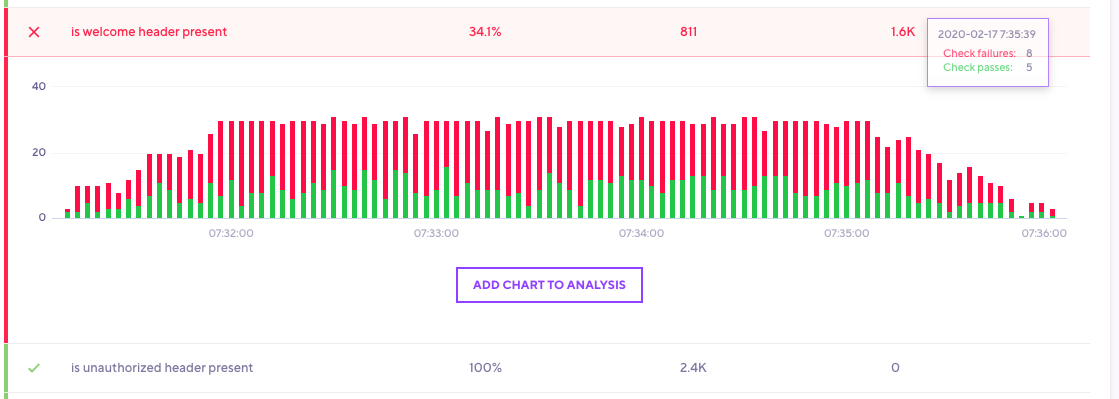 is welcome header present 34.1% 811 1.6K
2020-02-17 7:35:39
Check failures: 8
Check passes: 5
40
20
0
07:32:00 07:33:00 07:34:00 07:35:00 07:36:00
ADD CHART TO ANALYSIS
is unauthorized header present 100% 2.4K 0